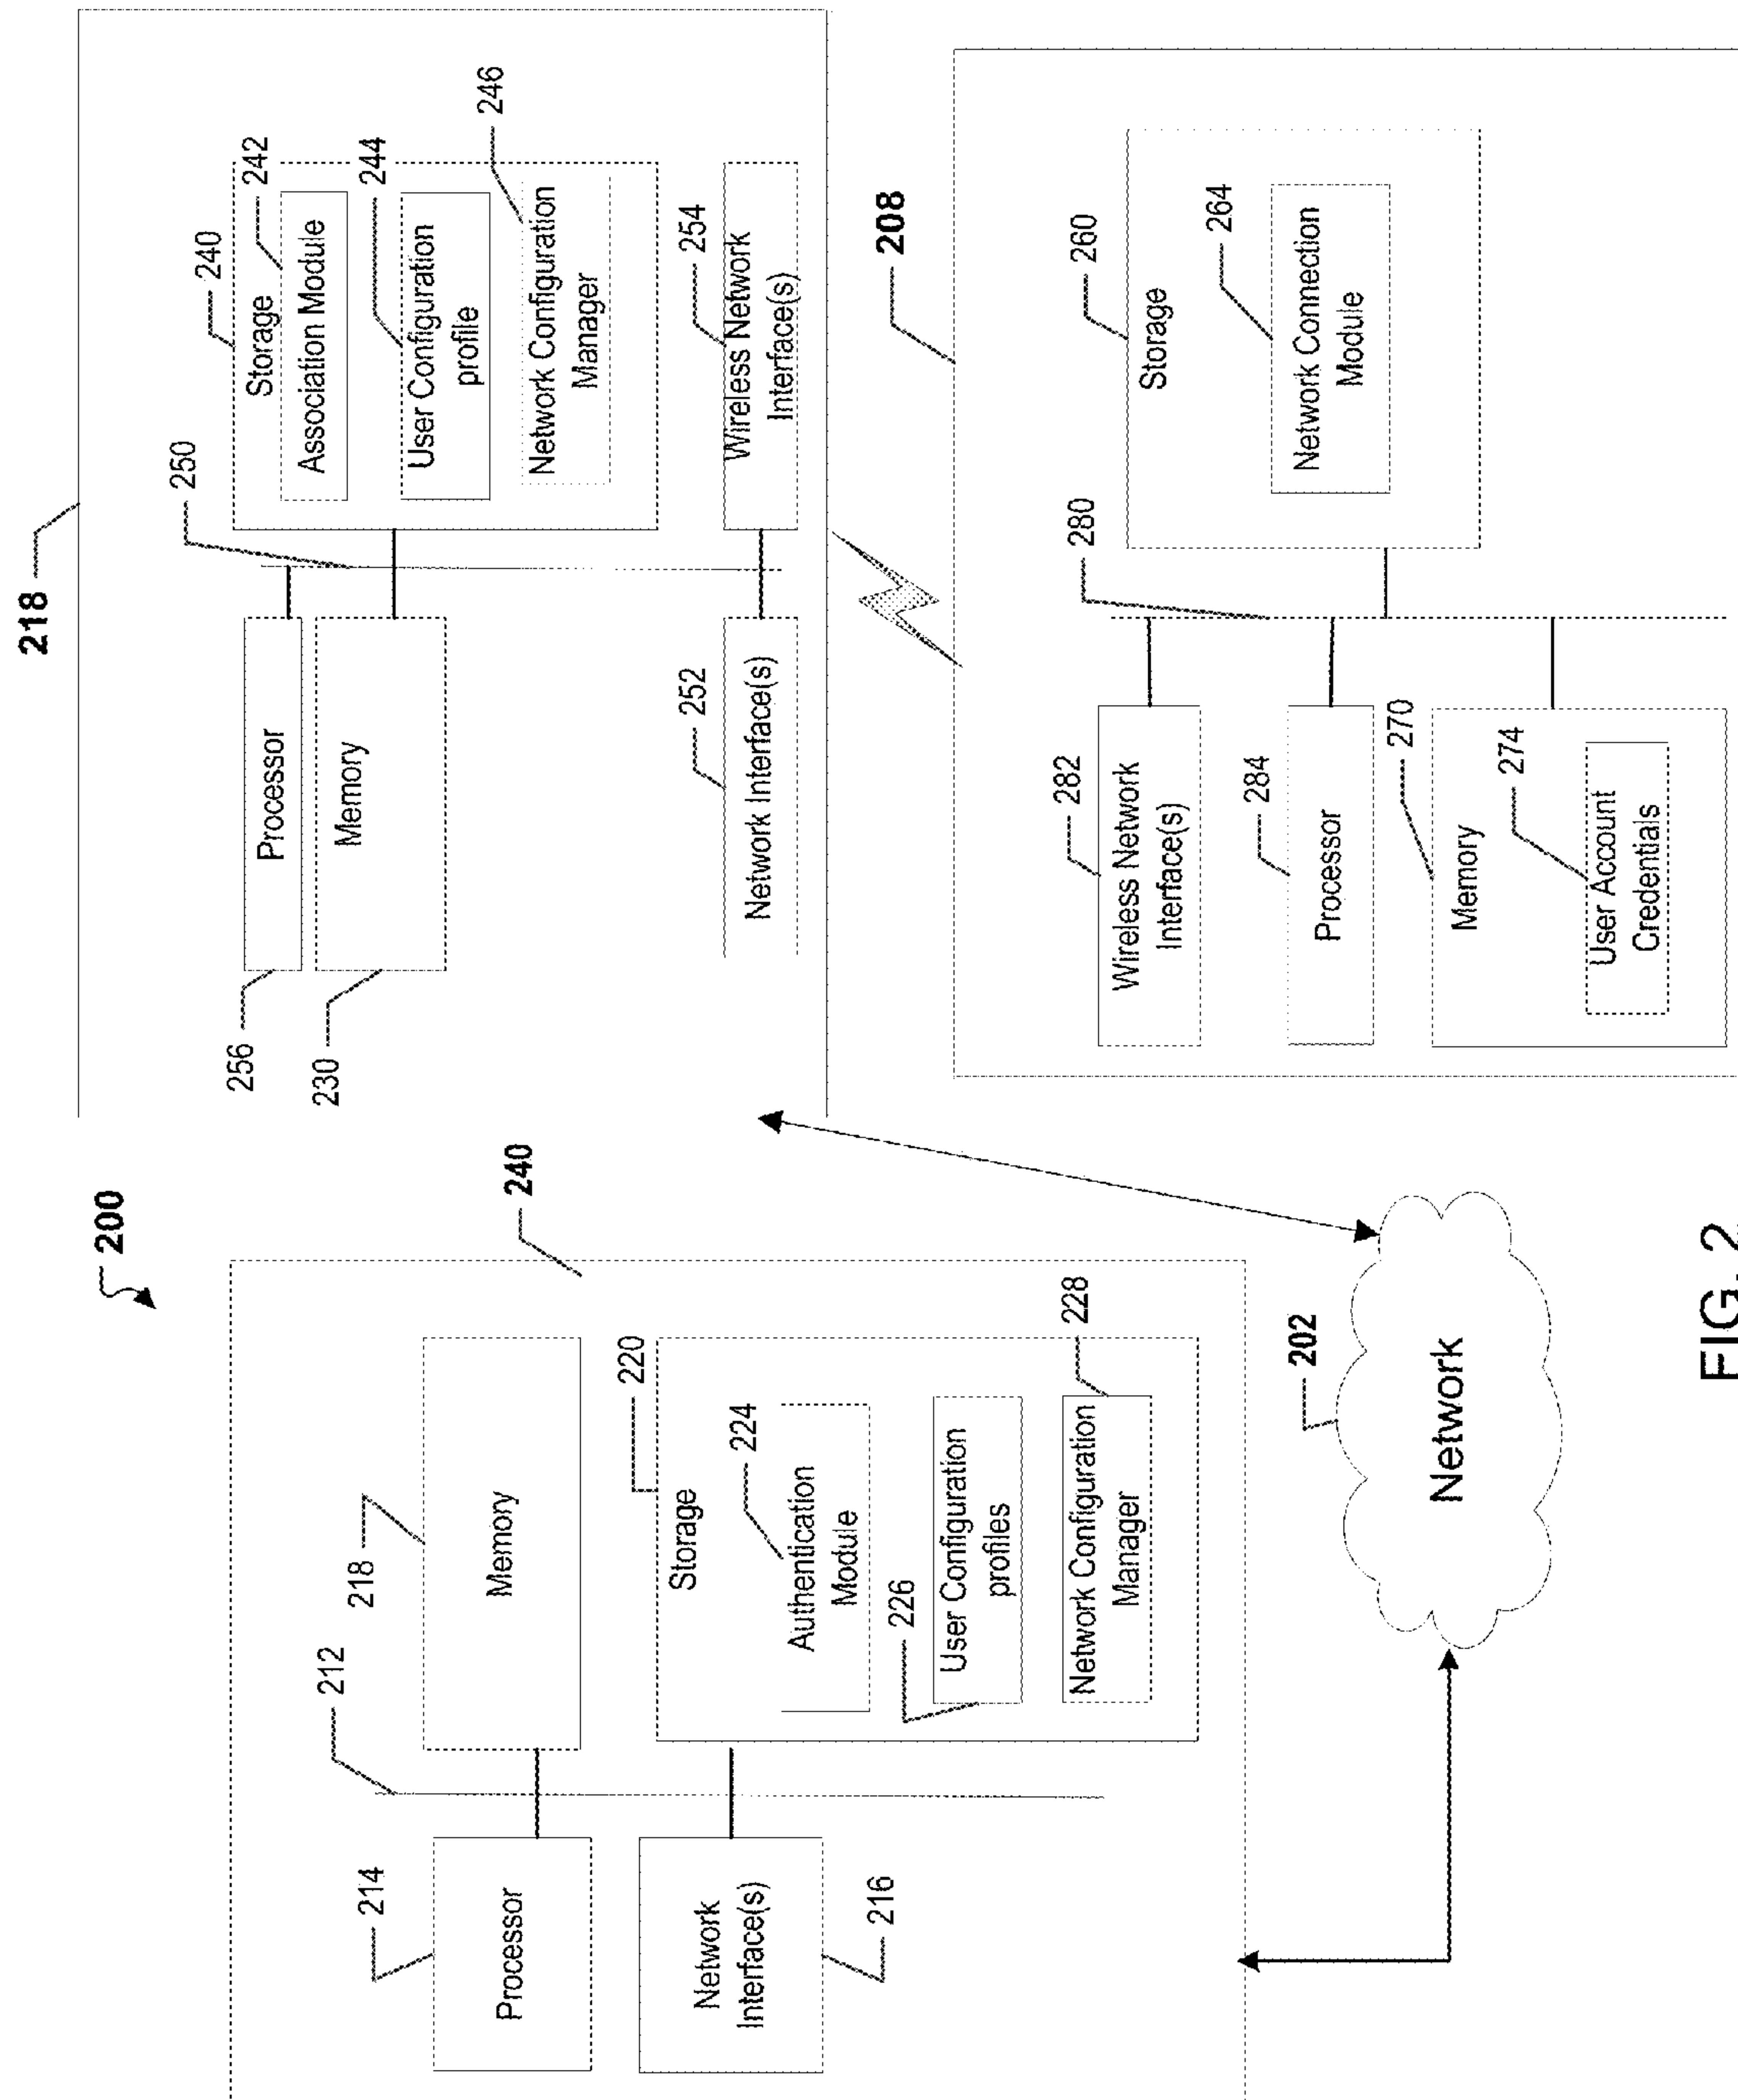 200
218
240
214
Processor
212
218
Memory
Network
Interface(s)
216
220
Storage
224
Authentication
Module
226
User Configuration
profiles
Network Configuration
Manager
228
202
Network
256
Processor
230
Memory
250
240
Storage
242
Association Module
244
User Configuration
profile
246
Network Configuration
Manager
252
Network Interface(s)
254
Wireless Network
Interface(s)
208
282
Wireless Network
Interface(s)
284
Processor
270
Memory
274
User Account
Credentials
280
260
Storage
264
Network Connection
Module
FIG. 2